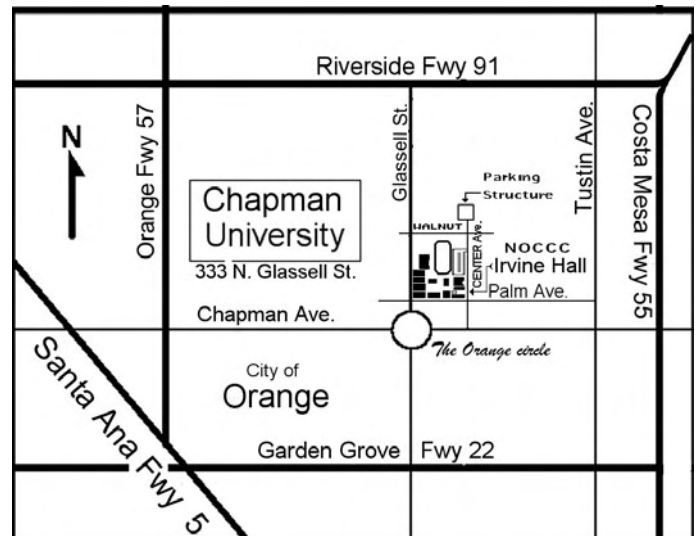 Riverside Fwy 91
N
Orange Fwy 57
Glassell St.
Tustin Ave.
Costa Mesa Fwy 55
Parking
Structure
Chapman
University
333 N. Glassell St.
WALNUT
CENTER Ave.
NOCCC
Irvine Hall
Palm Ave.
Chapman Ave.
The Orange circle
City of
Orange
Santa Ana Fwy 5
Garden Grove Fwy 22